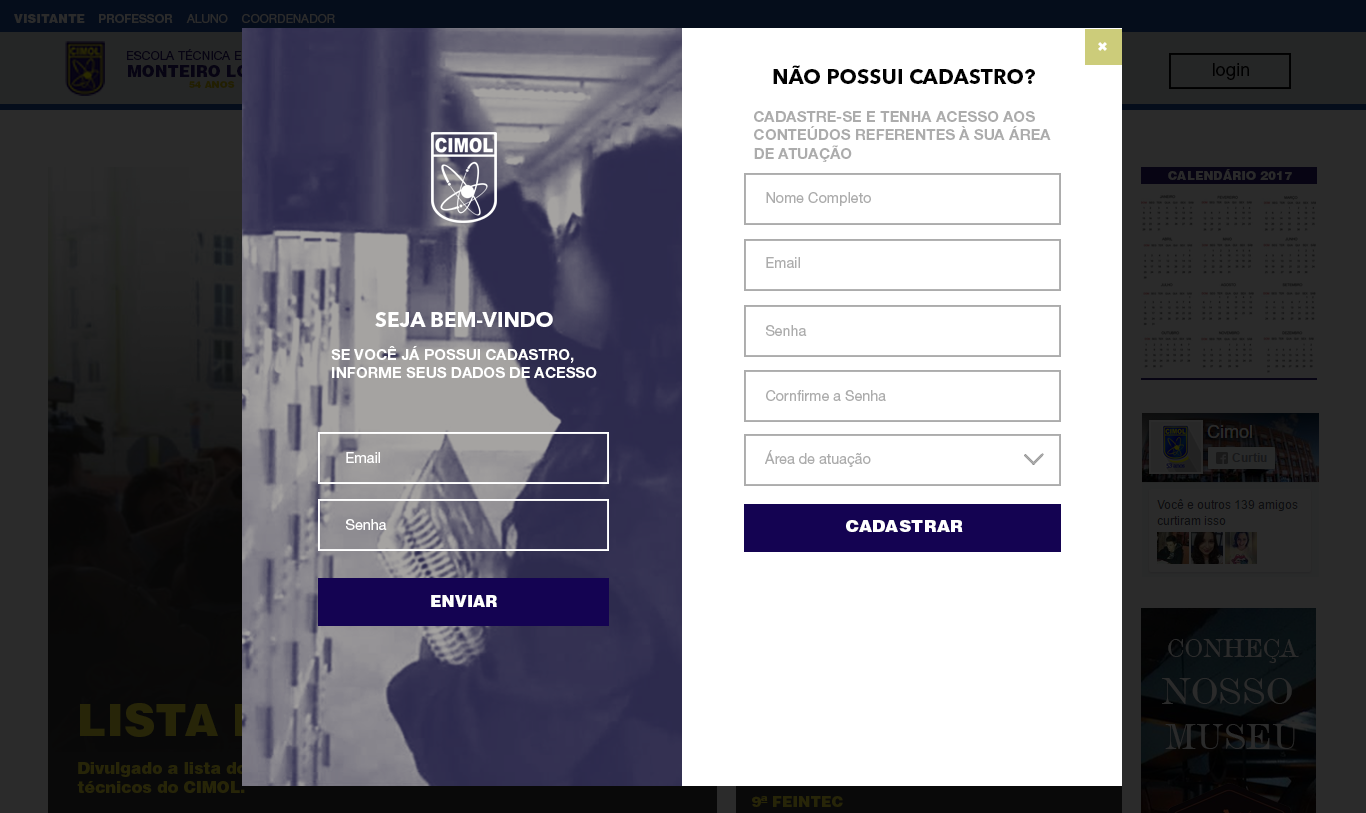 VISITANTE PROFESSOR ALUNO COORDENADOR
CIMOL
ESCOLA TÉCNICA E
MONTEIRO LO
54 ANOS
login
✖
CIMOL
SEJA BEM-VINDO
SE VOCÊ JÁ POSSUI CADASTRO,
INFORME SEUS DADOS DE ACESSO
Email
Senha
ENVIAR
NÃO POSSUI CADASTRO?
CADASTRE-SE E TENHA ACESSO AOS
CONTEÚDOS REFERENTES À SUA ÁREA
DE ATUAÇÃO
Nome Completo
Email
Senha
Cornfirme a Senha
Área de atuação
CADASTRAR
CALENDÁRIO 2017
Cimol
Curtiu
Você e outros 139 amigos
curtiram isso
CONHEÇA
NOSSO
MUSEU
LISTA
Divulgado a lista do
técnicos do CIMOL.
9ª FEINTEC